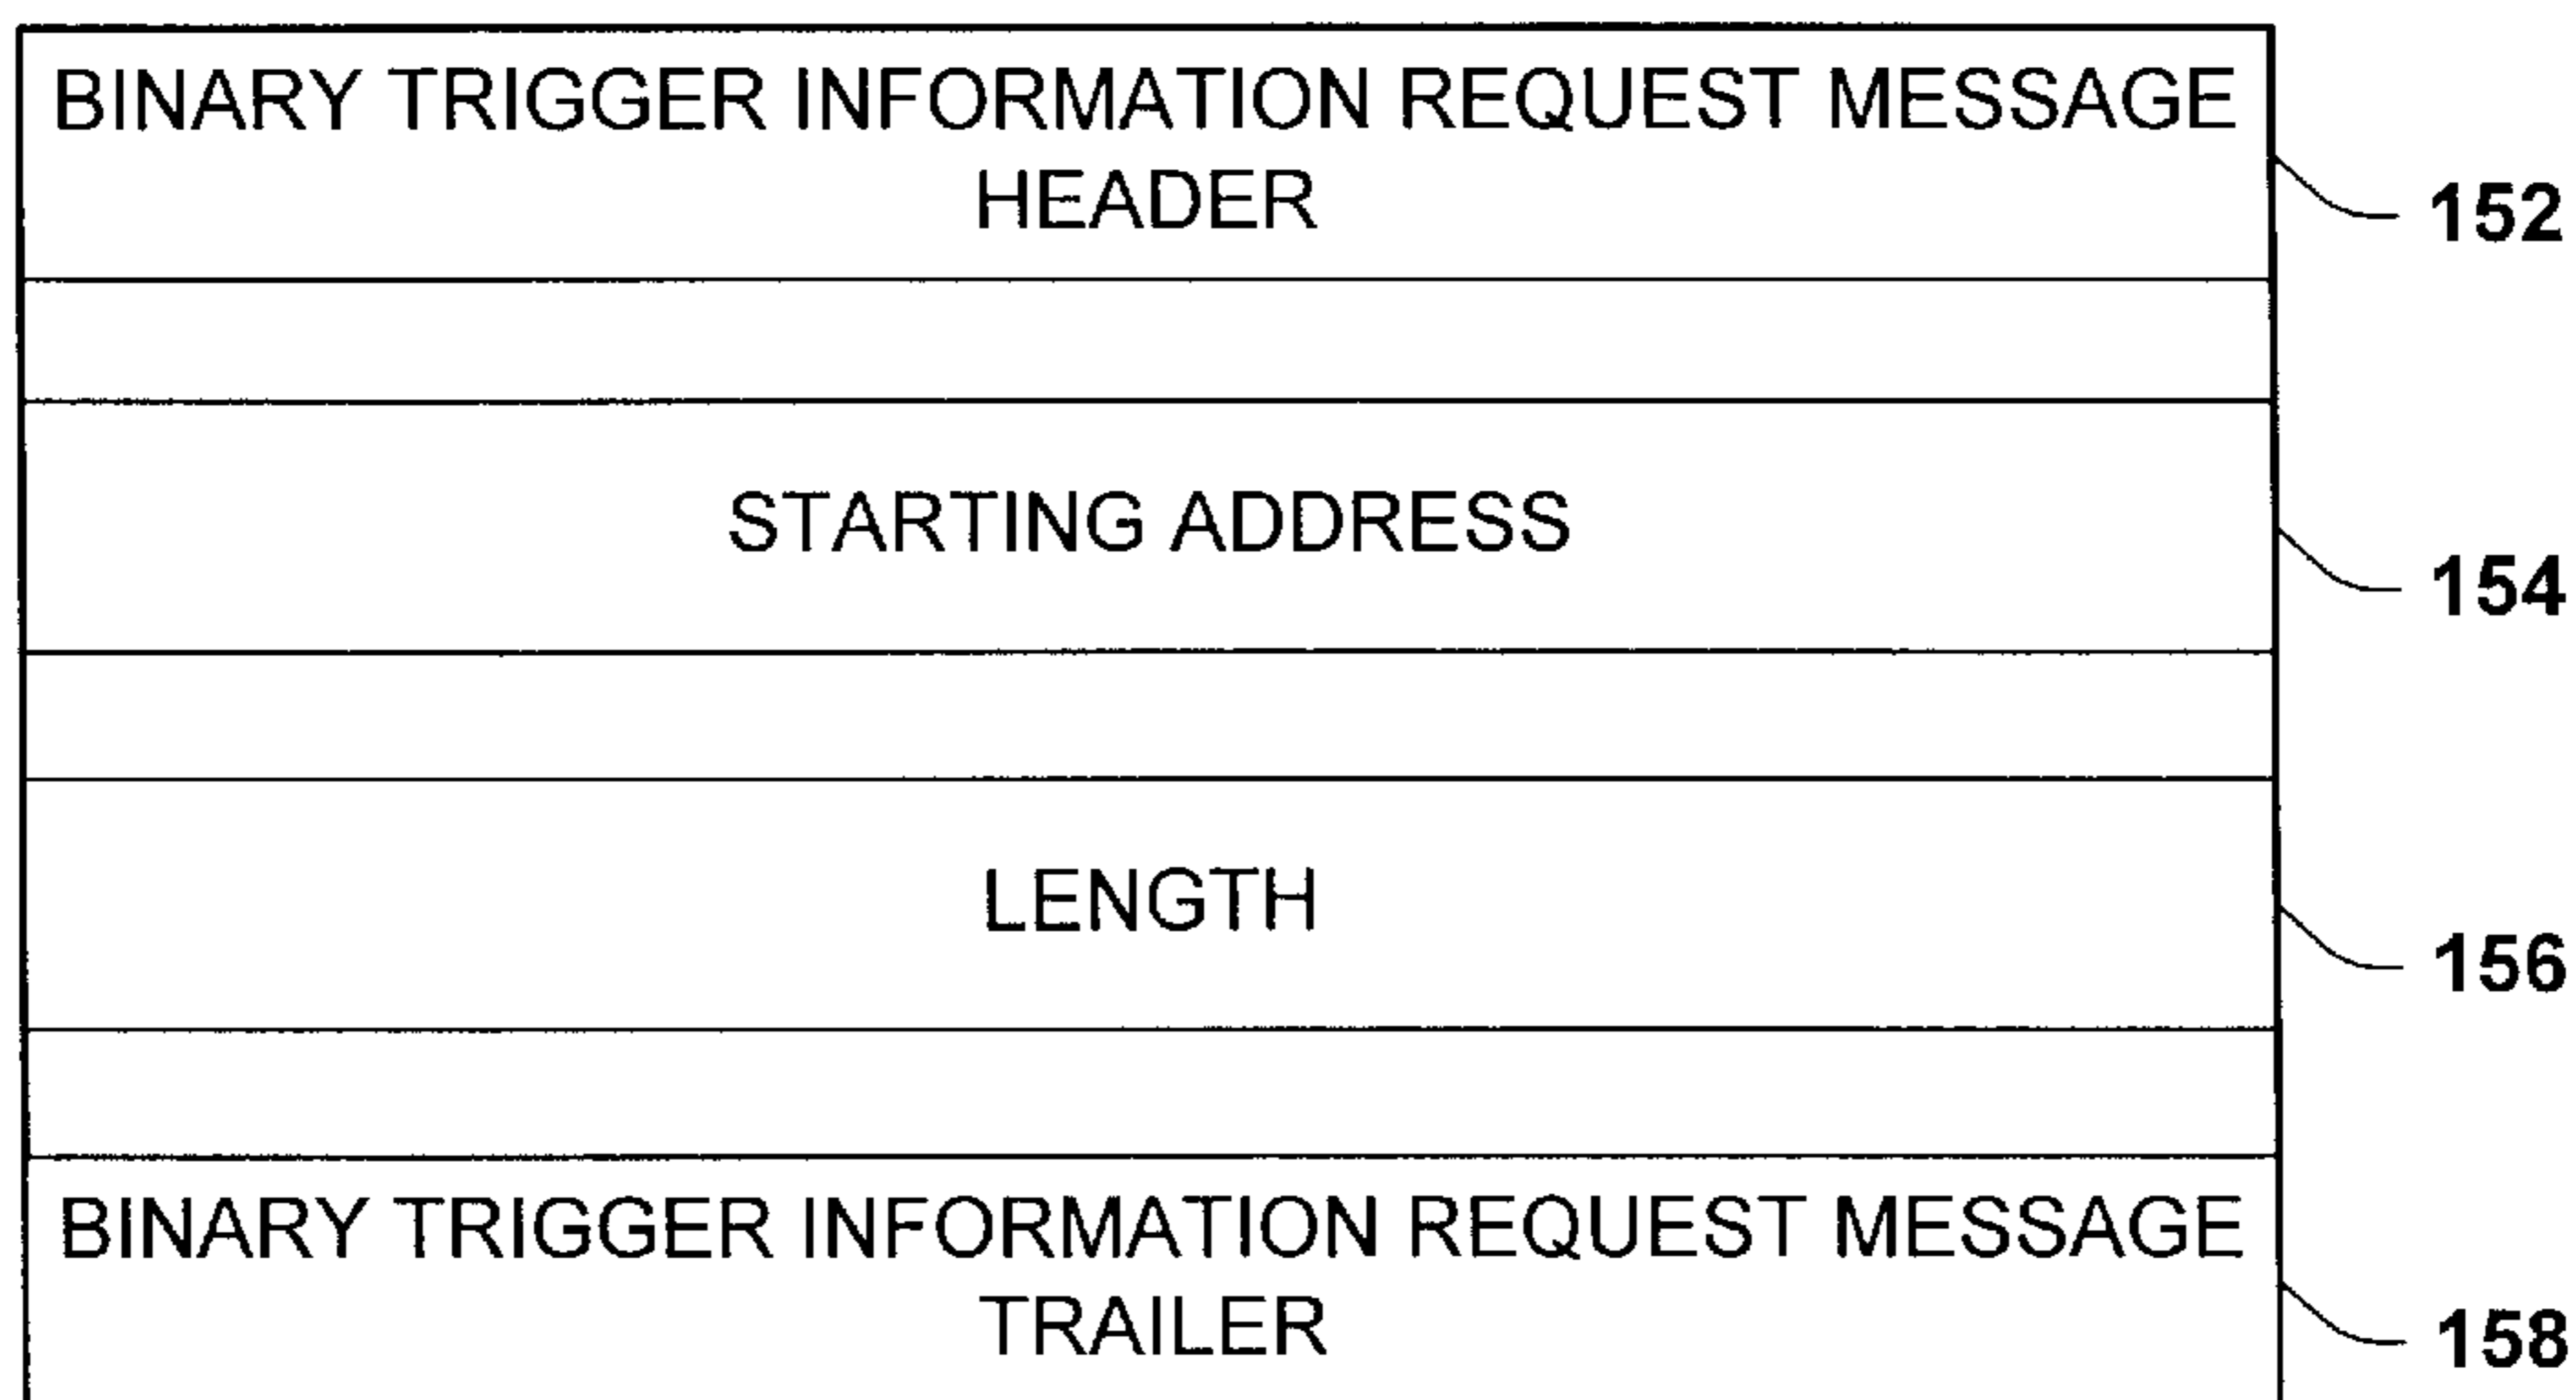 BINARY TRIGGER INFORMATION REQUEST MESSAGE
HEADER
152
STARTING ADDRESS
154
LENGTH
156
BINARY TRIGGER INFORMATION REQUEST MESSAGE
TRAILER
158